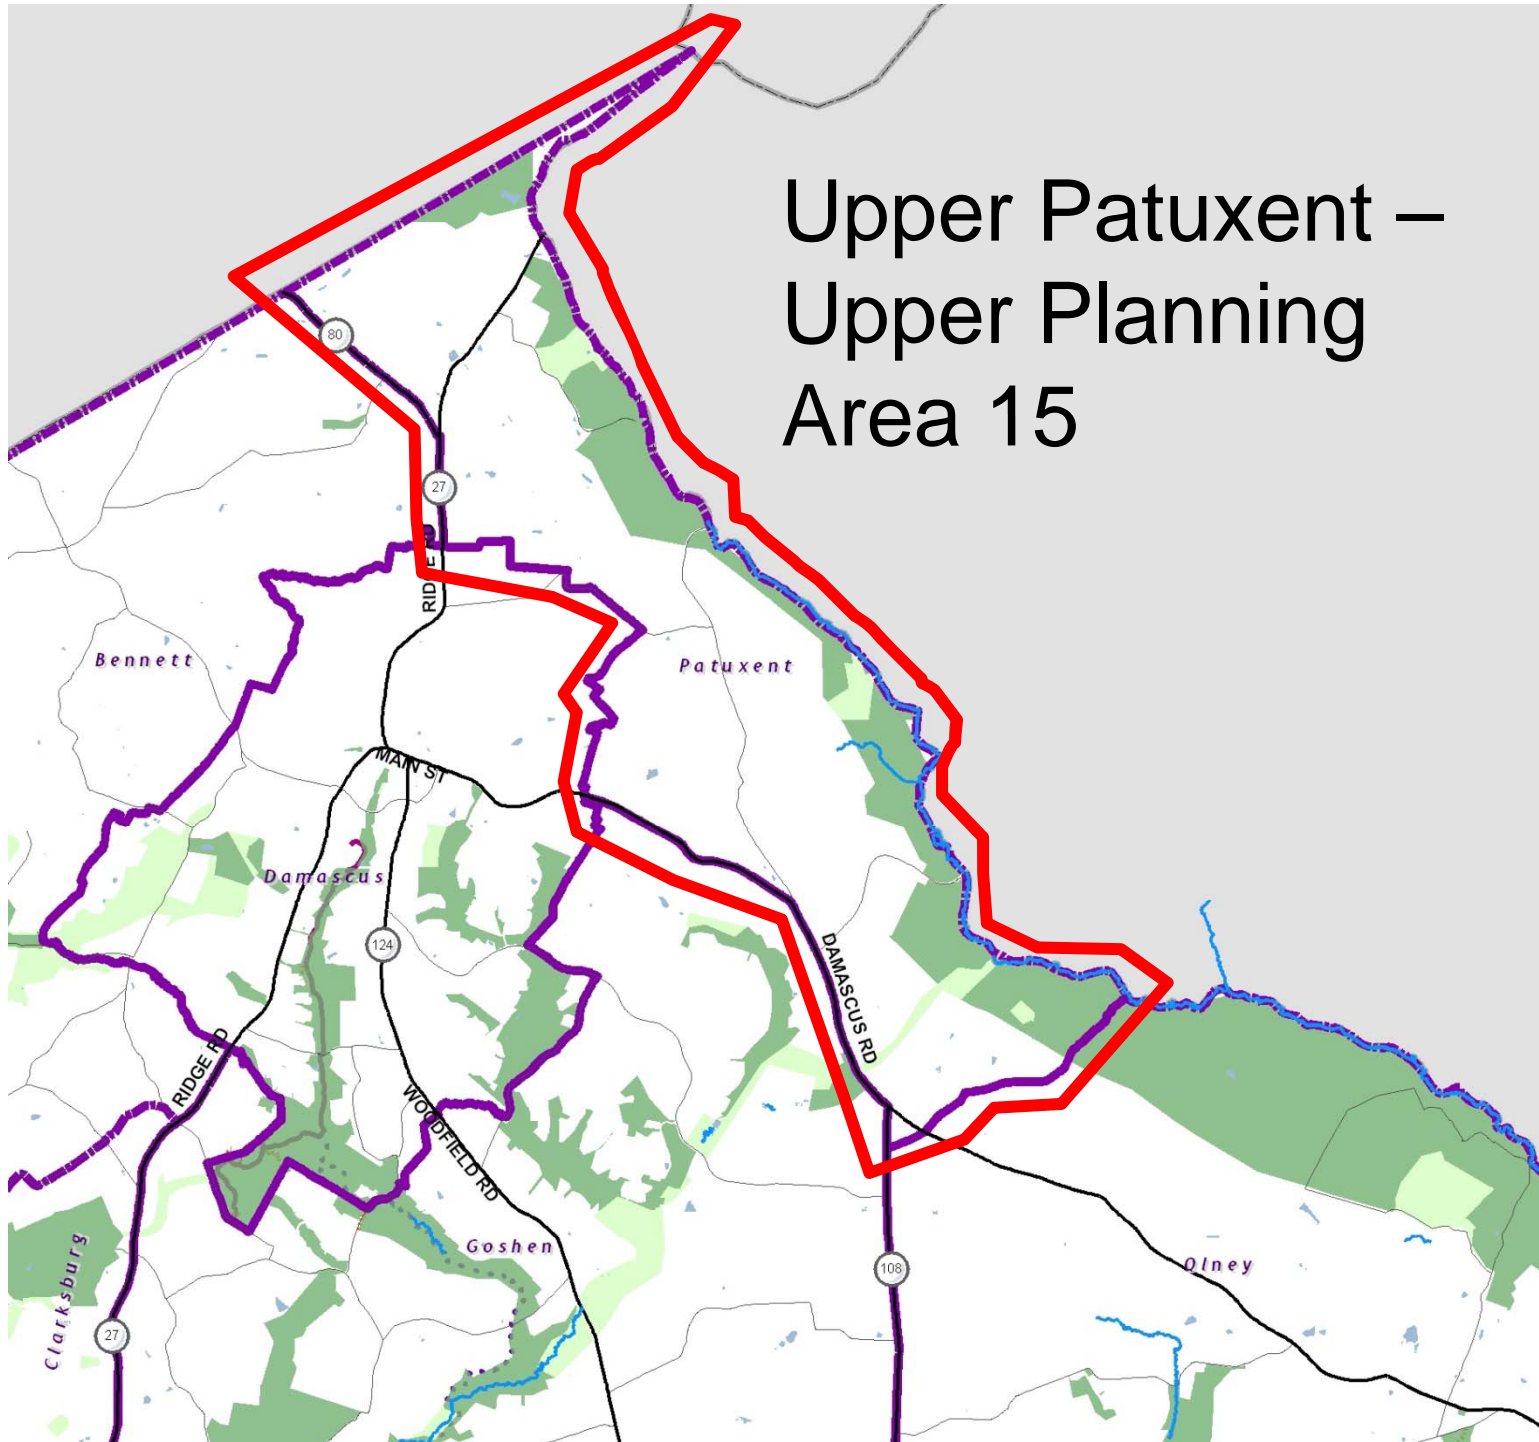 Upper Patuxent –
Upper Planning
Area 15
80
27
RIDGE
Bennett
Patuxent
MAIN ST
Damascus
124
DAMASCUS RD
RIDGE RD
WOODFIELD RD
Goshen
Clarksburg
Olney
108
27